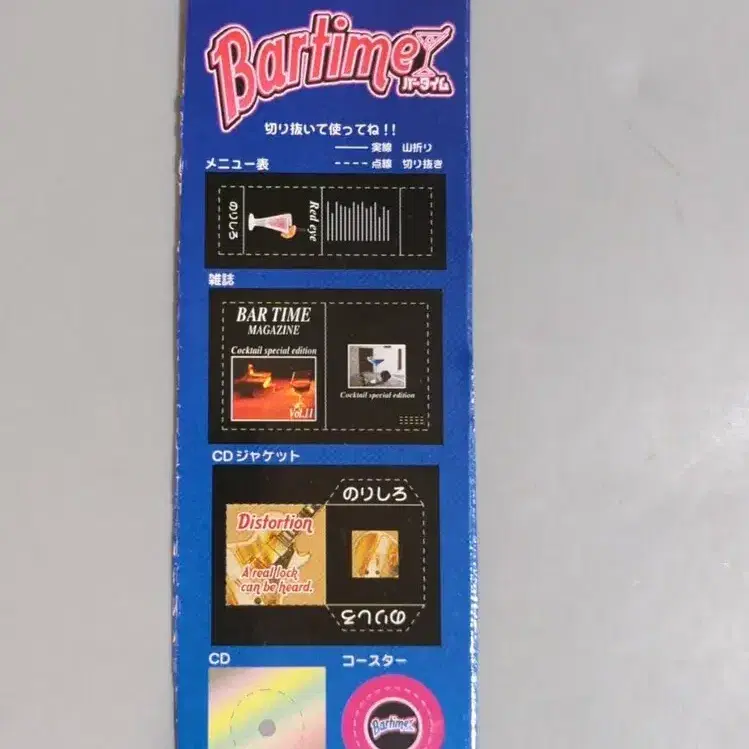 Bartime
バータイム
切り抜いて使ってね!!
実線 山折り
メニュー表
点線 切り抜き
のりしろ
Red eye
雑誌
BAR TIME
MAGAZINE
Cocktail special edition
Vol.11
Cocktail special edition
CDジャケット
のりしろ
Distortion
A real lock
can be heard.
のりしろ
CD
コースター
Bartime